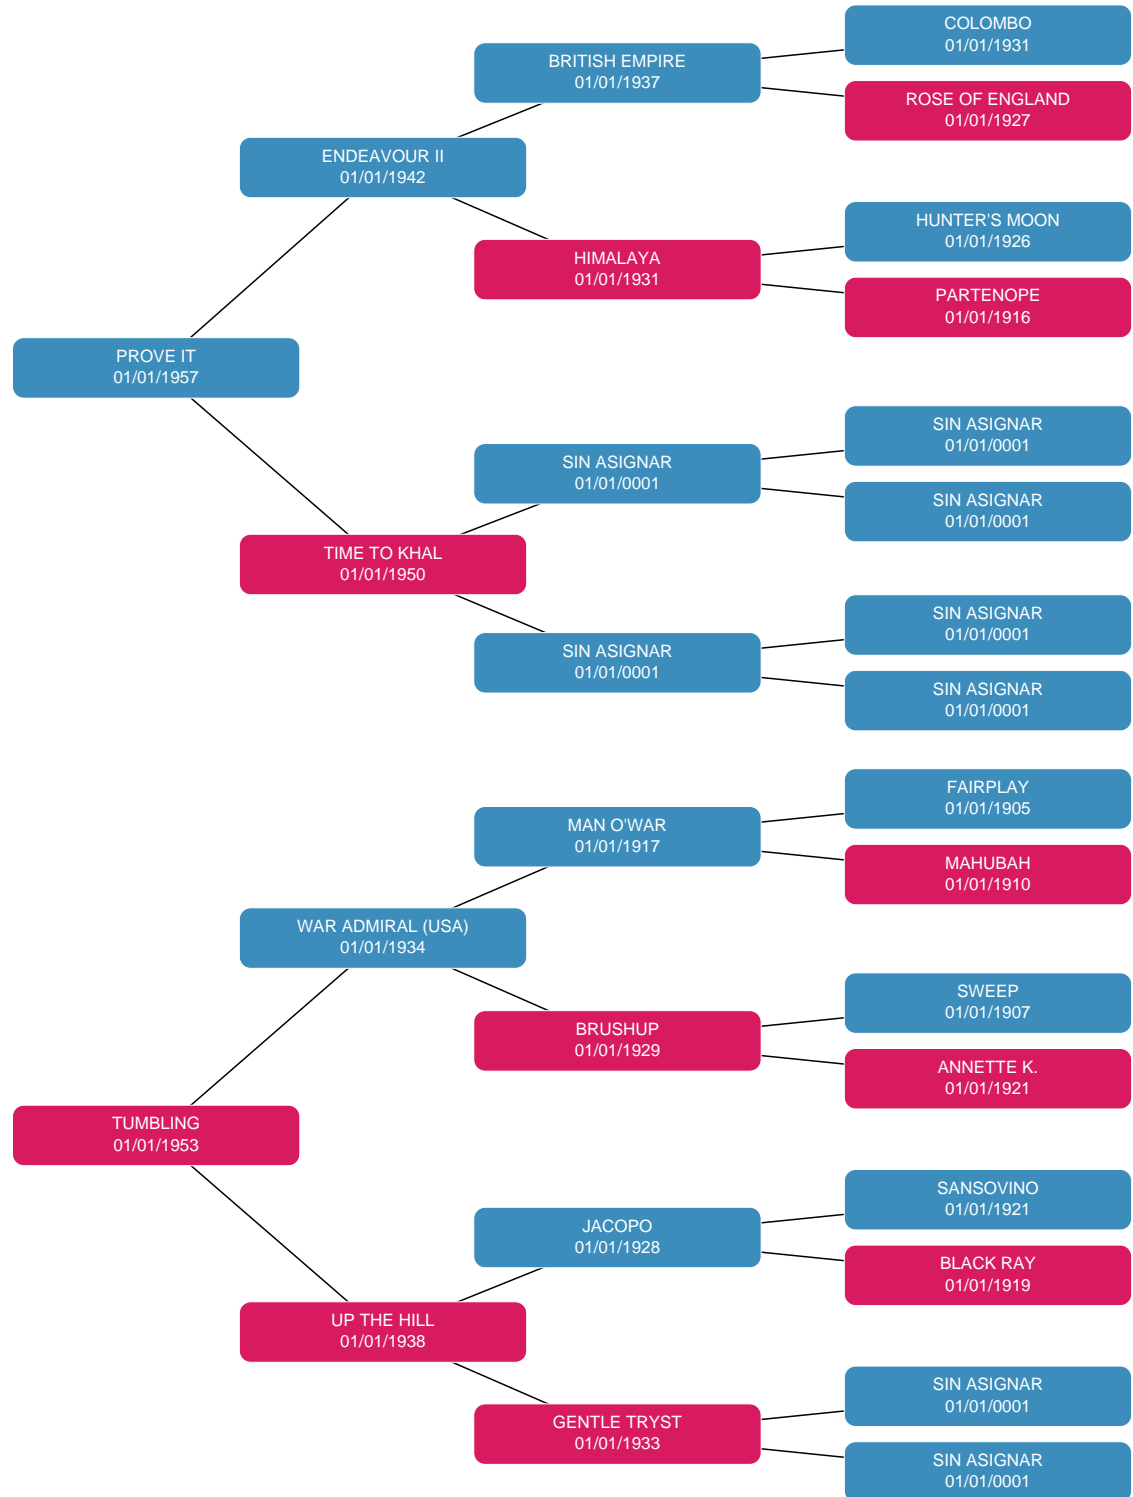 COLOMBO
01/01/1931
BRITISH EMPIRE
01/01/1937
ROSE OF ENGLAND
01/01/1927
ENDEAVOUR II
01/01/1942
HUNTER'S MOON
01/01/1926
HIMALAYA
01/01/1931
PARTENOPE
01/01/1916
PROVE IT
01/01/1957
SIN ASIGNAR
01/01/0001
SIN ASIGNAR
01/01/0001
SIN ASIGNAR
01/01/0001
TIME TO KHAL
01/01/1950
SIN ASIGNAR
01/01/0001
SIN ASIGNAR
01/01/0001
SIN ASIGNAR
01/01/0001
FAIRPLAY
01/01/1905
MAN O'WAR
01/01/1917
MAHUBAH
01/01/1910
WAR ADMIRAL (USA)
01/01/1934
SWEEP
01/01/1907
BRUSHUP
01/01/1929
ANNETTE K.
01/01/1921
TUMBLING
01/01/1953
SANSOVINO
01/01/1921
JACOPO
01/01/1928
BLACK RAY
01/01/1919
UP THE HILL
01/01/1938
SIN ASIGNAR
01/01/0001
GENTLE TRYST
01/01/1933
SIN ASIGNAR
01/01/0001